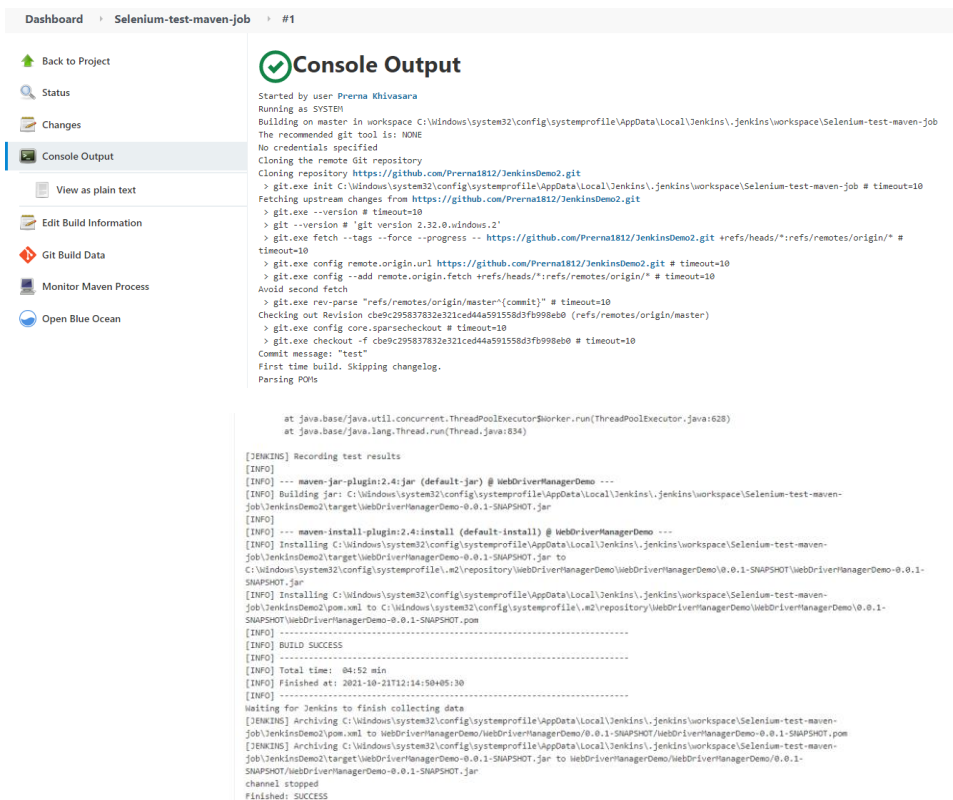 Dashboard › Selenium-test-maven-job › #1
Back to Project
Status
Changes
Console Output
View as plain text
Edit Build Information
Git Build Data
Monitor Maven Process
Open Blue Ocean
Console Output
Started by user Prerna Khivasara
Running as SYSTEM
Building on master in workspace C:\Windows\system32\config\systemprofile\AppData\Local\Jenkins\.jenkins\workspace\Selenium-test-maven-job
The recommended git tool is: NONE
No credentials specified
Cloning the remote Git repository
Cloning repository https://github.com/Prerna1812/JenkinsDemo2.git
> git.exe init C:\Windows\system32\config\systemprofile\AppData\Local\Jenkins\.jenkins\workspace\Selenium-test-maven-job # timeout=10
Fetching upstream changes from https://github.com/Prerna1812/JenkinsDemo2.git
> git.exe --version # timeout=10
> git --version # 'git version 2.32.0.windows.2'
> git.exe fetch --tags --force --progress -- https://github.com/Prerna1812/JenkinsDemo2.git +refs/heads/*:refs/remotes/origin/* #
timeout=10
> git.exe config remote.origin.url https://github.com/Prerna1812/JenkinsDemo2.git # timeout=10
> git.exe config --add remote.origin.fetch +refs/heads/*:refs/remotes/origin/* # timeout=10
Avoid second fetch
> git.exe rev-parse "refs/remotes/origin/master^{commit}" # timeout=10
Checking out Revision cbe9c295837832e321ced44a591558d3fb998eb0 (refs/remotes/origin/master)
> git.exe config core.sparsecheckout # timeout=10
> git.exe checkout -f cbe9c295837832e321ced44a591558d3fb998eb0 # timeout=10
Commit message: "test"
First time build. Skipping changelog.
Parsing POMs
at java.base/java.util.concurrent.ThreadPoolExecutor$Worker.run(ThreadPoolExecutor.java:628)
at java.base/java.lang.Thread.run(Thread.java:834)
[JENKINS] Recording test results
[INFO]
[INFO] --- maven-jar-plugin:2.4:jar (default-jar) @ WebDriverManagerDemo ---
[INFO] Building jar: C:\Windows\system32\config\systemprofile\AppData\Local\Jenkins\.jenkins\workspace\Selenium-test-maven-
job\JenkinsDemo2\target\WebDriverManagerDemo-0.0.1-SNAPSHOT.jar
[INFO]
[INFO] --- maven-install-plugin:2.4:install (default-install) @ WebDriverManagerDemo ---
[INFO] Installing C:\Windows\system32\config\systemprofile\AppData\Local\Jenkins\.jenkins\workspace\Selenium-test-maven-
job\JenkinsDemo2\target\WebDriverManagerDemo-0.0.1-SNAPSHOT.jar to
C:\Windows\system32\config\systemprofile\.m2\repository\WebDriverManagerDemo\WebDriverManagerDemo\0.0.1-SNAPSHOT\WebDriverManagerDemo-0.0.1-
SNAPSHOT.jar
[INFO] Installing C:\Windows\system32\config\systemprofile\AppData\Local\Jenkins\.jenkins\workspace\Selenium-test-maven-
job\JenkinsDemo2\pom.xml to C:\Windows\system32\config\systemprofile\.m2\repository\WebDriverManagerDemo\WebDriverManagerDemo\0.0.1-
SNAPSHOT\WebDriverManagerDemo-0.0.1-SNAPSHOT.pom
[INFO] ------------------------------------------------------------------------
[INFO] BUILD SUCCESS
[INFO] ------------------------------------------------------------------------
[INFO] Total time:  04:52 min
[INFO] Finished at: 2021-10-21T12:14:50+05:30
[INFO] ------------------------------------------------------------------------
Waiting for Jenkins to finish collecting data
[JENKINS] Archiving C:\Windows\system32\config\systemprofile\AppData\Local\Jenkins\.jenkins\workspace\Selenium-test-maven-
job\JenkinsDemo2\pom.xml to WebDriverManagerDemo/WebDriverManagerDemo/0.0.1-SNAPSHOT/WebDriverManagerDemo-0.0.1-SNAPSHOT.pom
[JENKINS] Archiving C:\Windows\system32\config\systemprofile\AppData\Local\Jenkins\.jenkins\workspace\Selenium-test-maven-
job\JenkinsDemo2\target\WebDriverManagerDemo-0.0.1-SNAPSHOT.jar to WebDriverManagerDemo/WebDriverManagerDemo/0.0.1-
SNAPSHOT/WebDriverManagerDemo-0.0.1-SNAPSHOT.jar
channel stopped
Finished: SUCCESS